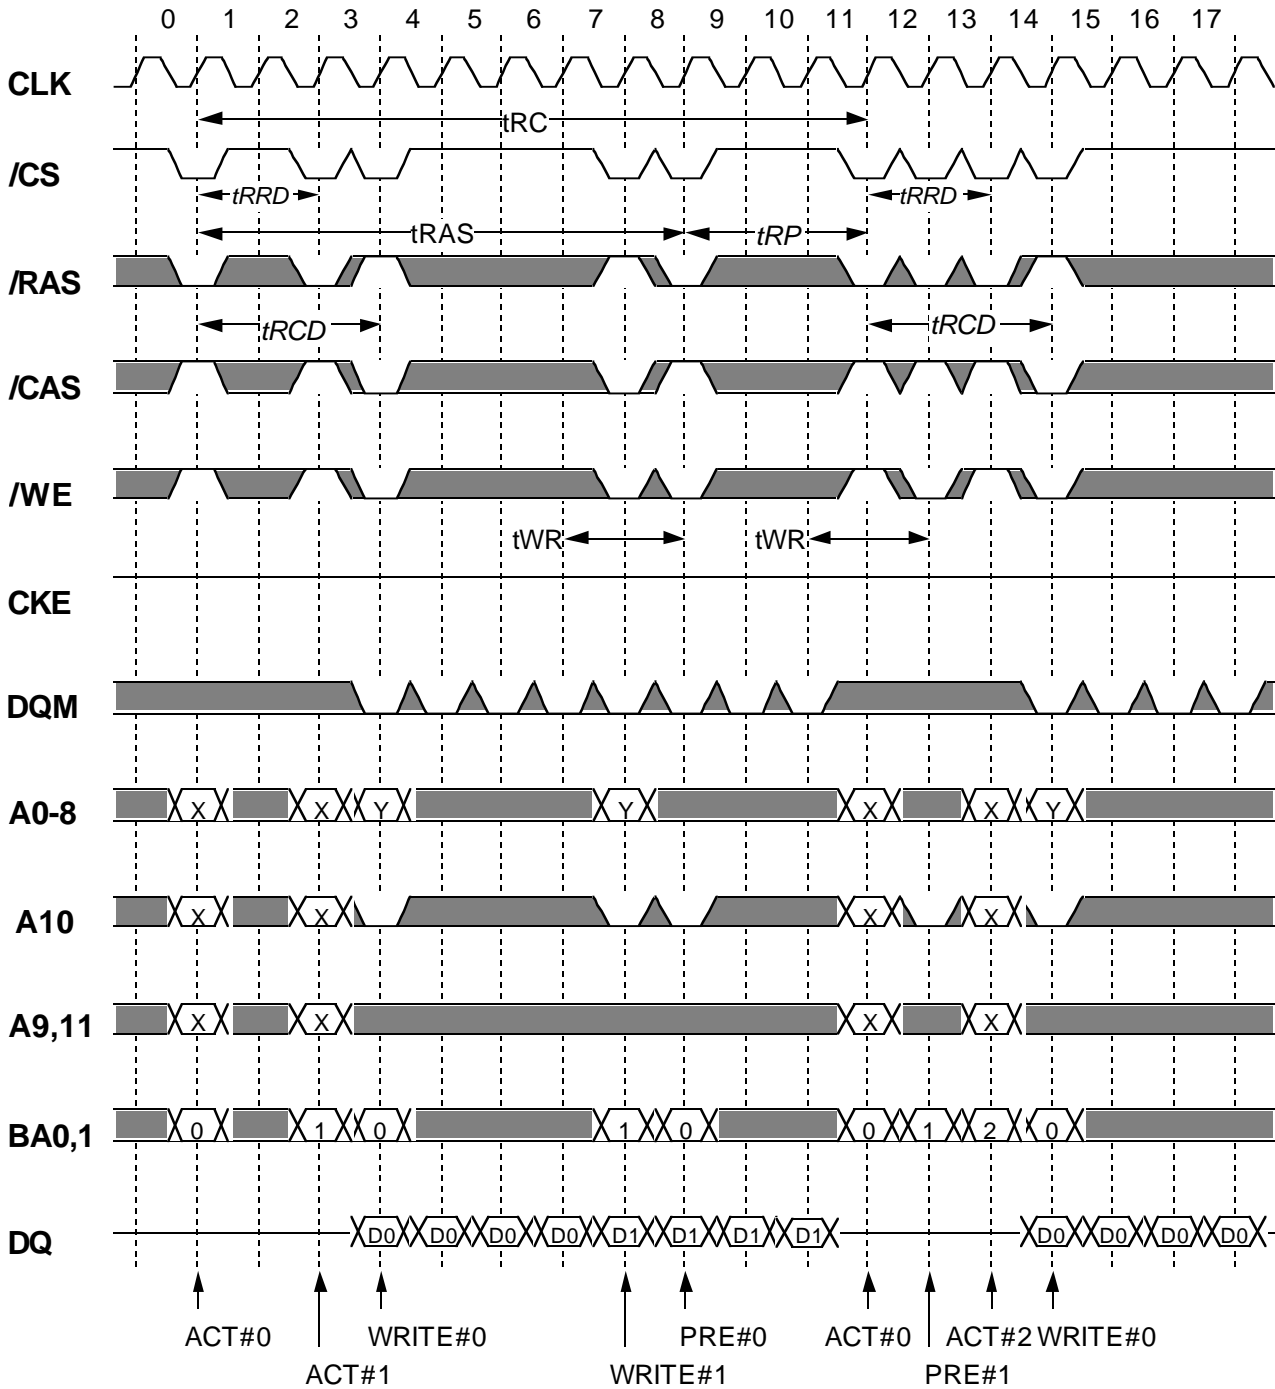 0 1 2 3 4 5 6 7 8 9 10 11 12 13 14 15 16 17
CLK
tRC
/CS
tRRD tRRD
tRAS tRP
/RAS
tRCD tRCD
/CAS
/WE
tWR tWR
CKE
DQM
A0-8 X X Y Y X X Y
A10 X X X X
A9,11 X X X X
BA0,1 0 1 0 1 0 0 1 2 0
DQ D0 D0 D0 D0 D1 D1 D1 D1 D0 D0 D0 D0
ACT#0 WRITE#0 PRE#0 ACT#0 ACT#2 WRITE#0
ACT#1 WRITE#1 PRE#1